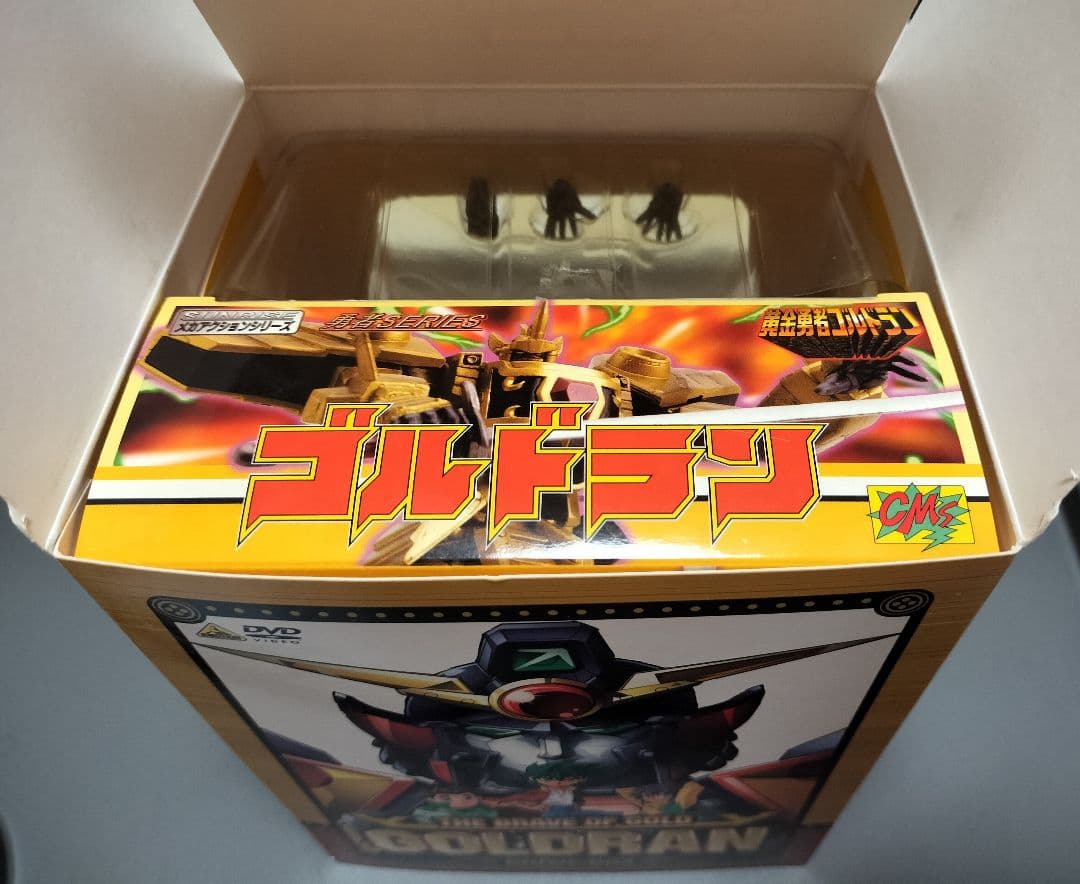 SUNRISE
メカアクションシリーズ
勇者SERIES
黄金勇者ゴルドラン
ゴルドラン
CM's
DVD
VIDEO
THE BRAVE OF GOLD
GOLDRAN